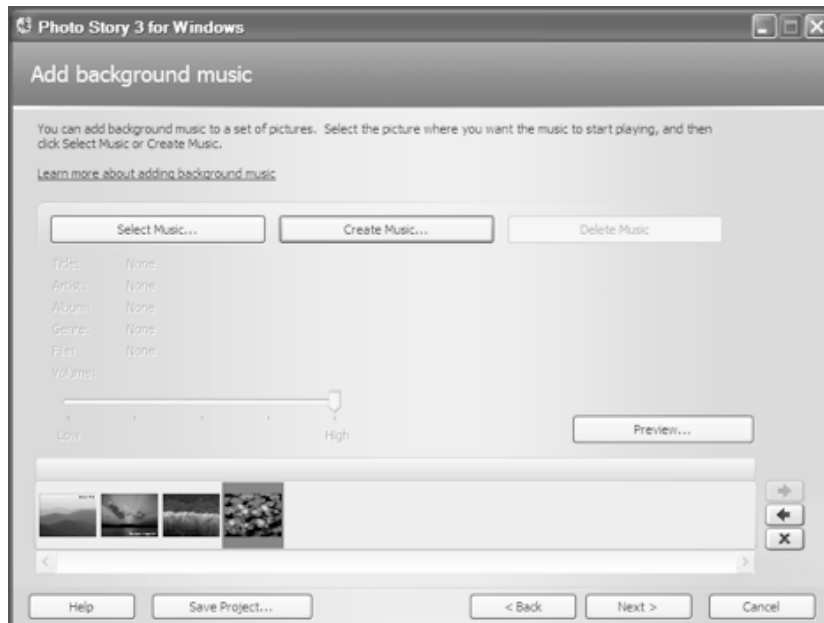 Photo Story 3 for Windows
Add background music
You can add background music to a set of pictures. Select the picture where you want the music to start playing, and then
click Select Music or Create Music.
Learn more about adding background music
Select Music... Create Music... Delete Music
Title: None
Artist: None
Album: None
Genre: None
File: None
Volume:
Low High
Preview...
Help Save Project... < Back Next > Cancel